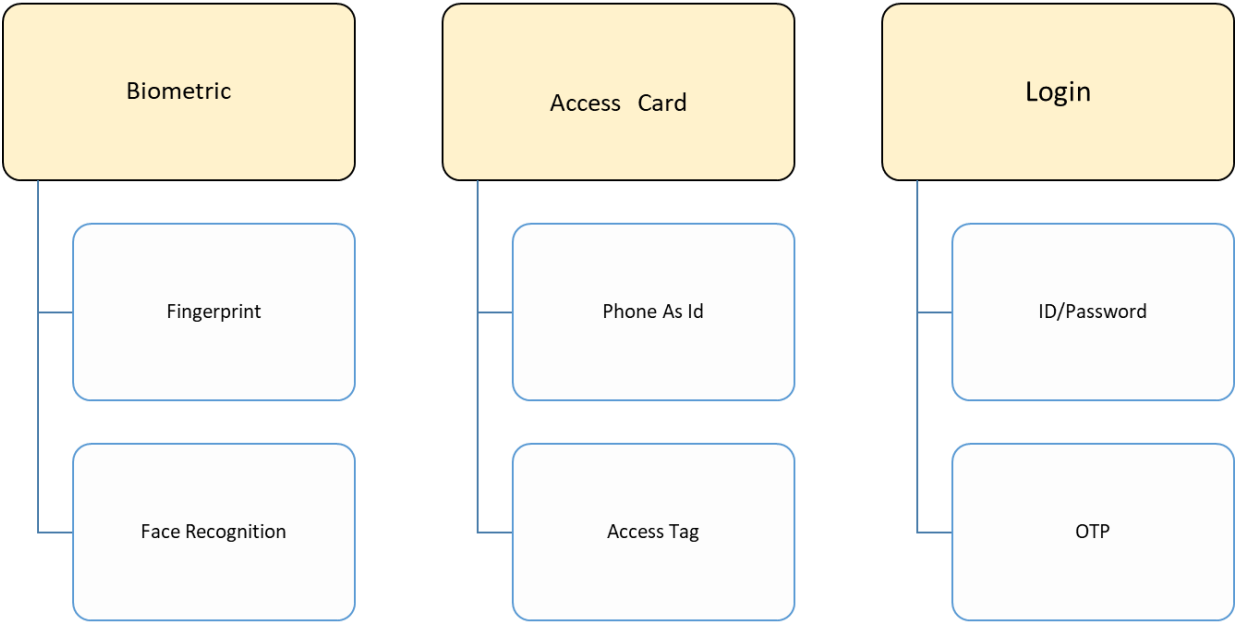 Biometric
Access Card
Login
Fingerprint
Phone As Id
ID/Password
Face Recognition
Access Tag
OTP